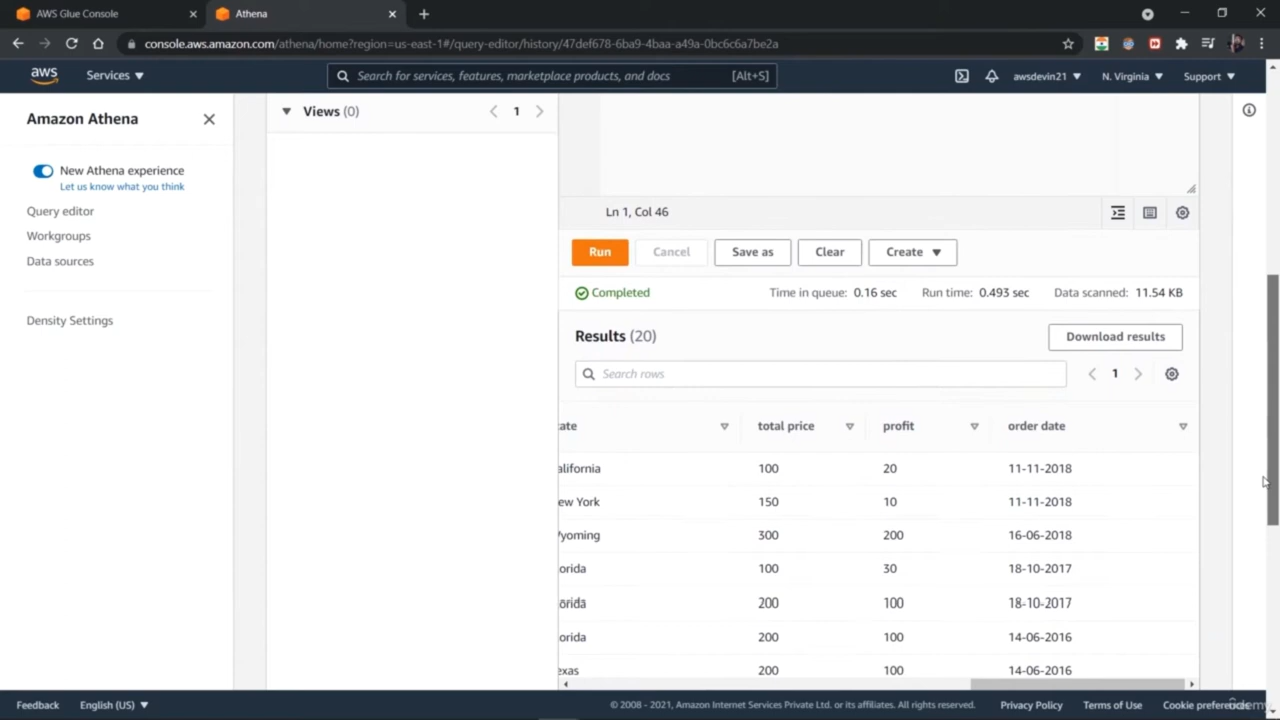 AWS Glue Console
Athena
console.aws.amazon.com/athena/home?region=us-east-1#/query-editor/history/47def678-6ba9-4baa-a49a-0bc6c6a7be2a
aws
Services
Search for services, features, marketplace products, and docs
[Alt+S]
awsdevin21
N. Virginia
Support
Amazon Athena
New Athena experience
Let us know what you think
Query editor
Workgroups
Data sources
Density Settings
Views (0)
1
Ln 1, Col 46
Run
Cancel
Save as
Clear
Create
Completed
Time in queue: 0.16 sec
Run time: 0.493 sec
Data scanned: 11.54 KB
Results (20)
Download results
Search rows
1
ate total price profit order date
alifornia 100 20 11-11-2018
ew York 150 10 11-11-2018
yoming 300 200 16-06-2018
orida 100 30 18-10-2017
orida 200 100 18-10-2017
orida 200 100 14-06-2016
exas 200 100 14-06-2016
Feedback
English (US)
© 2008 - 2021, Amazon Internet Services Private Ltd. or its affiliates. All rights reserved.
Privacy Policy
Terms of Use
Cookie preferences